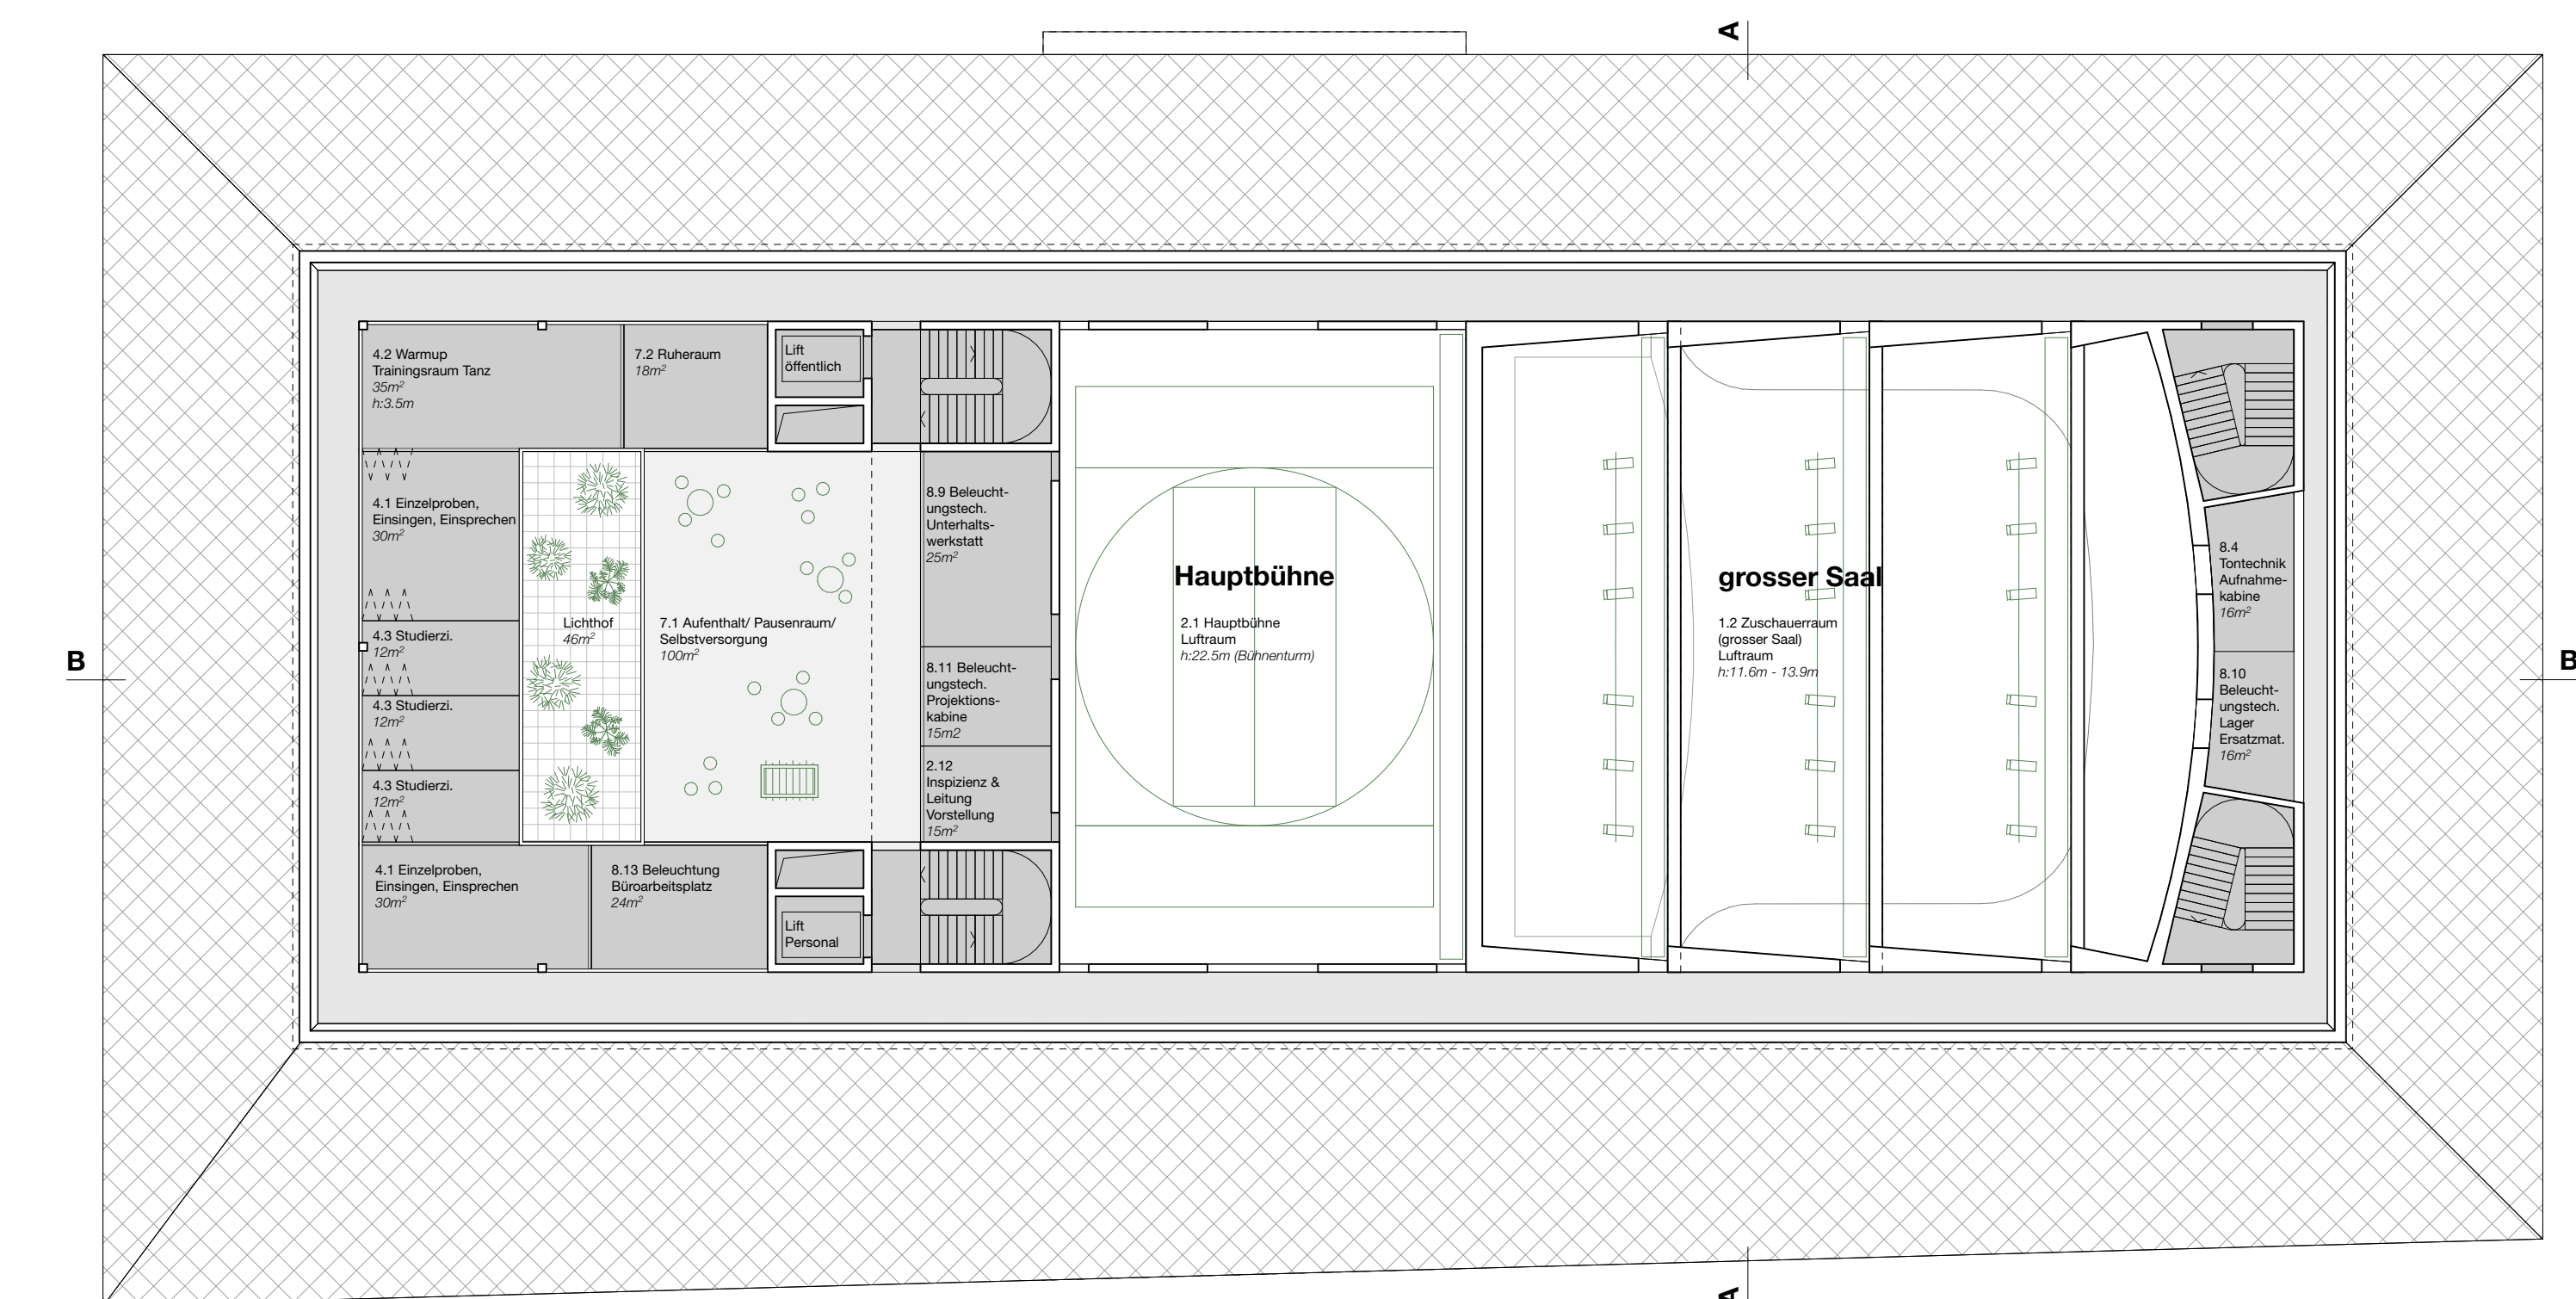 A
4.2 Warmup
Trainingsraum Tanz
35m²
h:3.5m
7.2 Ruheraum
18m²
Lift
öffentlich
4.1 Einzelproben,
Einsingen, Einsprechen
30m²
4.3 Studierzi.
12m²
4.3 Studierzi.
12m²
4.3 Studierzi.
12m²
4.1 Einzelproben,
Einsingen, Einsprechen
30m²
8.13 Beleuchtung
Büroarbeitsplatz
24m²
Lift
Personal
Lichthof
46m²
7.1 Aufenthalt/ Pausenraum/
Selbstversorgung
100m²
8.9 Beleucht-
ungstech.
Unterhalts-
werkstatt
25m²
8.11 Beleucht-
ungstech.
Projektions-
kabine
15m2
2.12
Inspizienz &
Leitung
Vorstellung
15m²
Hauptbühne
2.1 Hauptbühne
Luftraum
h:22.5m (Bühnenturm)
grosser Saal
1.2 Zuschauerraum
(grosser Saal)
Luftraum
h:11.6m - 13.9m
8.4
Tontechnik
Aufnahme-
kabine
16m²
8.10
Beleucht-
ungstech.
Lager
Ersatzmat.
16m²
B
B
A